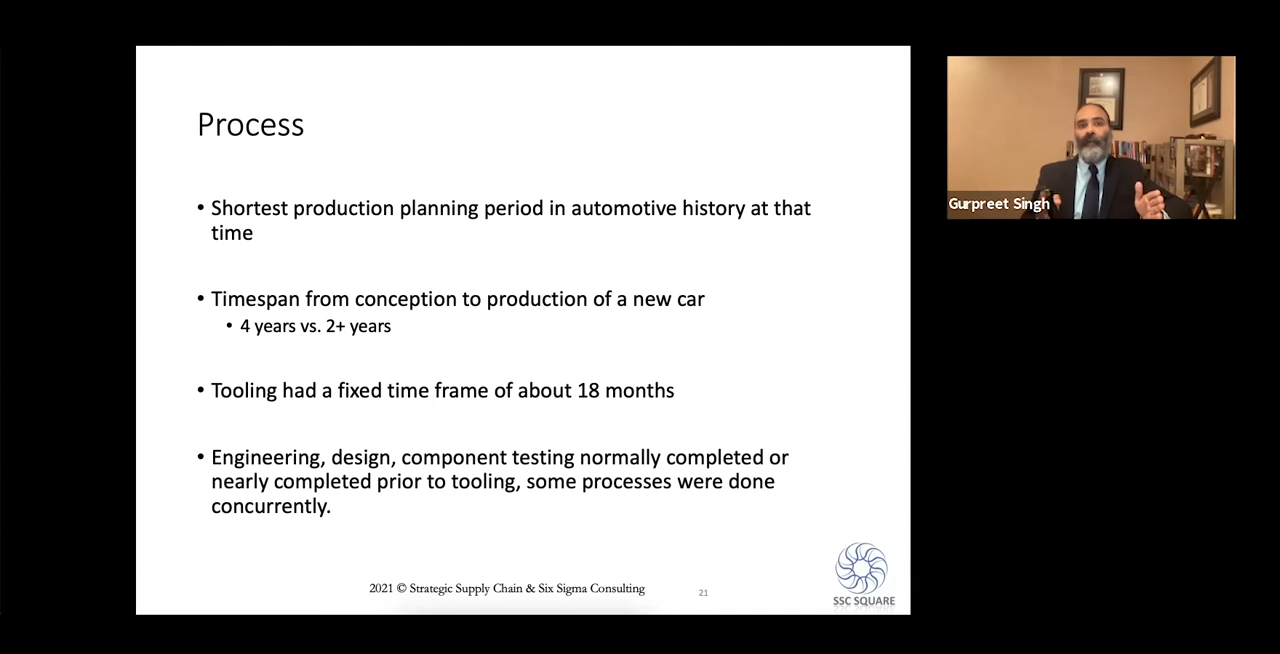 Process
• Shortest production planning period in automotive history at that
time
• Timespan from conception to production of a new car
• 4 years vs. 2+ years
• Tooling had a fixed time frame of about 18 months
• Engineering, design, component testing normally completed or
nearly completed prior to tooling, some processes were done
concurrently.
2021 © Strategic Supply Chain & Six Sigma Consulting
21
SSC SQUARE
Gurpreet Singh